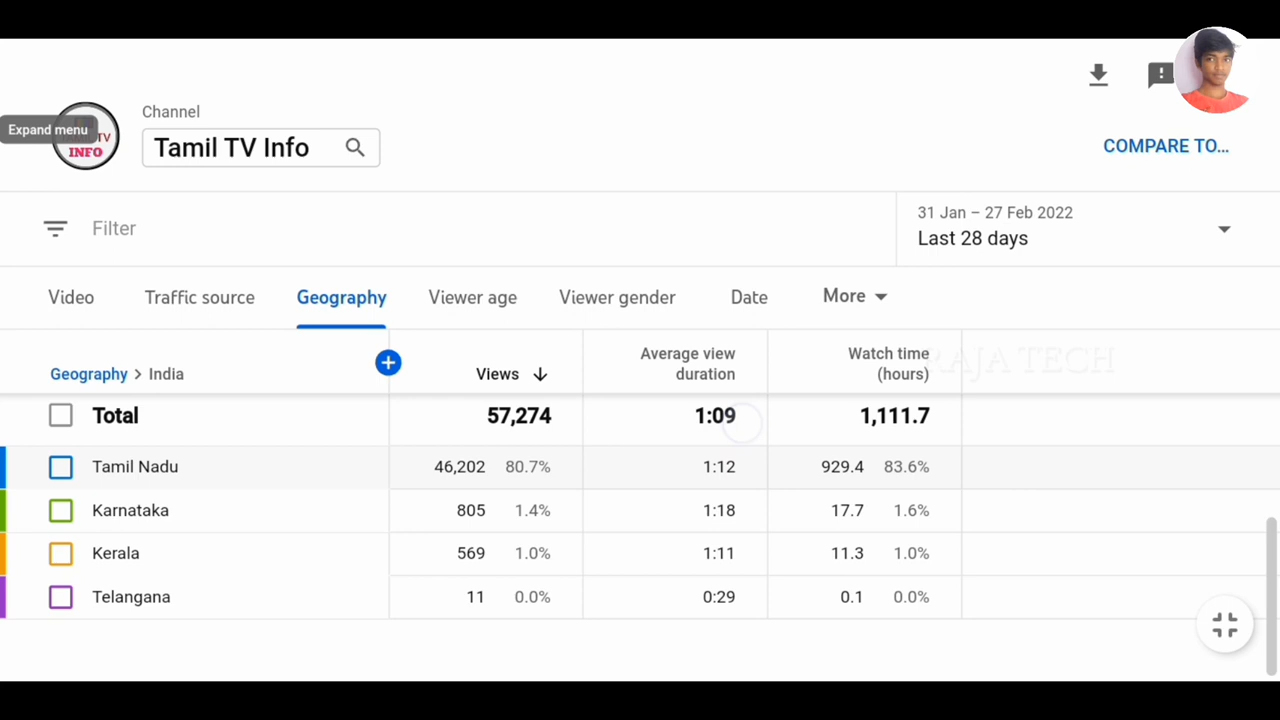 Channel
Expand menu
TV
INFO
Tamil TV Info
COMPARE TO...
Filter
31 Jan – 27 Feb 2022
Last 28 days
Video Traffic source Geography Viewer age Viewer gender Date More
Geography > India Views Average view duration Watch time (hours)
RAJA TECH
Total 57,274 1:09 1,111.7
Tamil Nadu 46,202 80.7% 1:12 929.4 83.6%
Karnataka 805 1.4% 1:18 17.7 1.6%
Kerala 569 1.0% 1:11 11.3 1.0%
Telangana 11 0.0% 0:29 0.1 0.0%